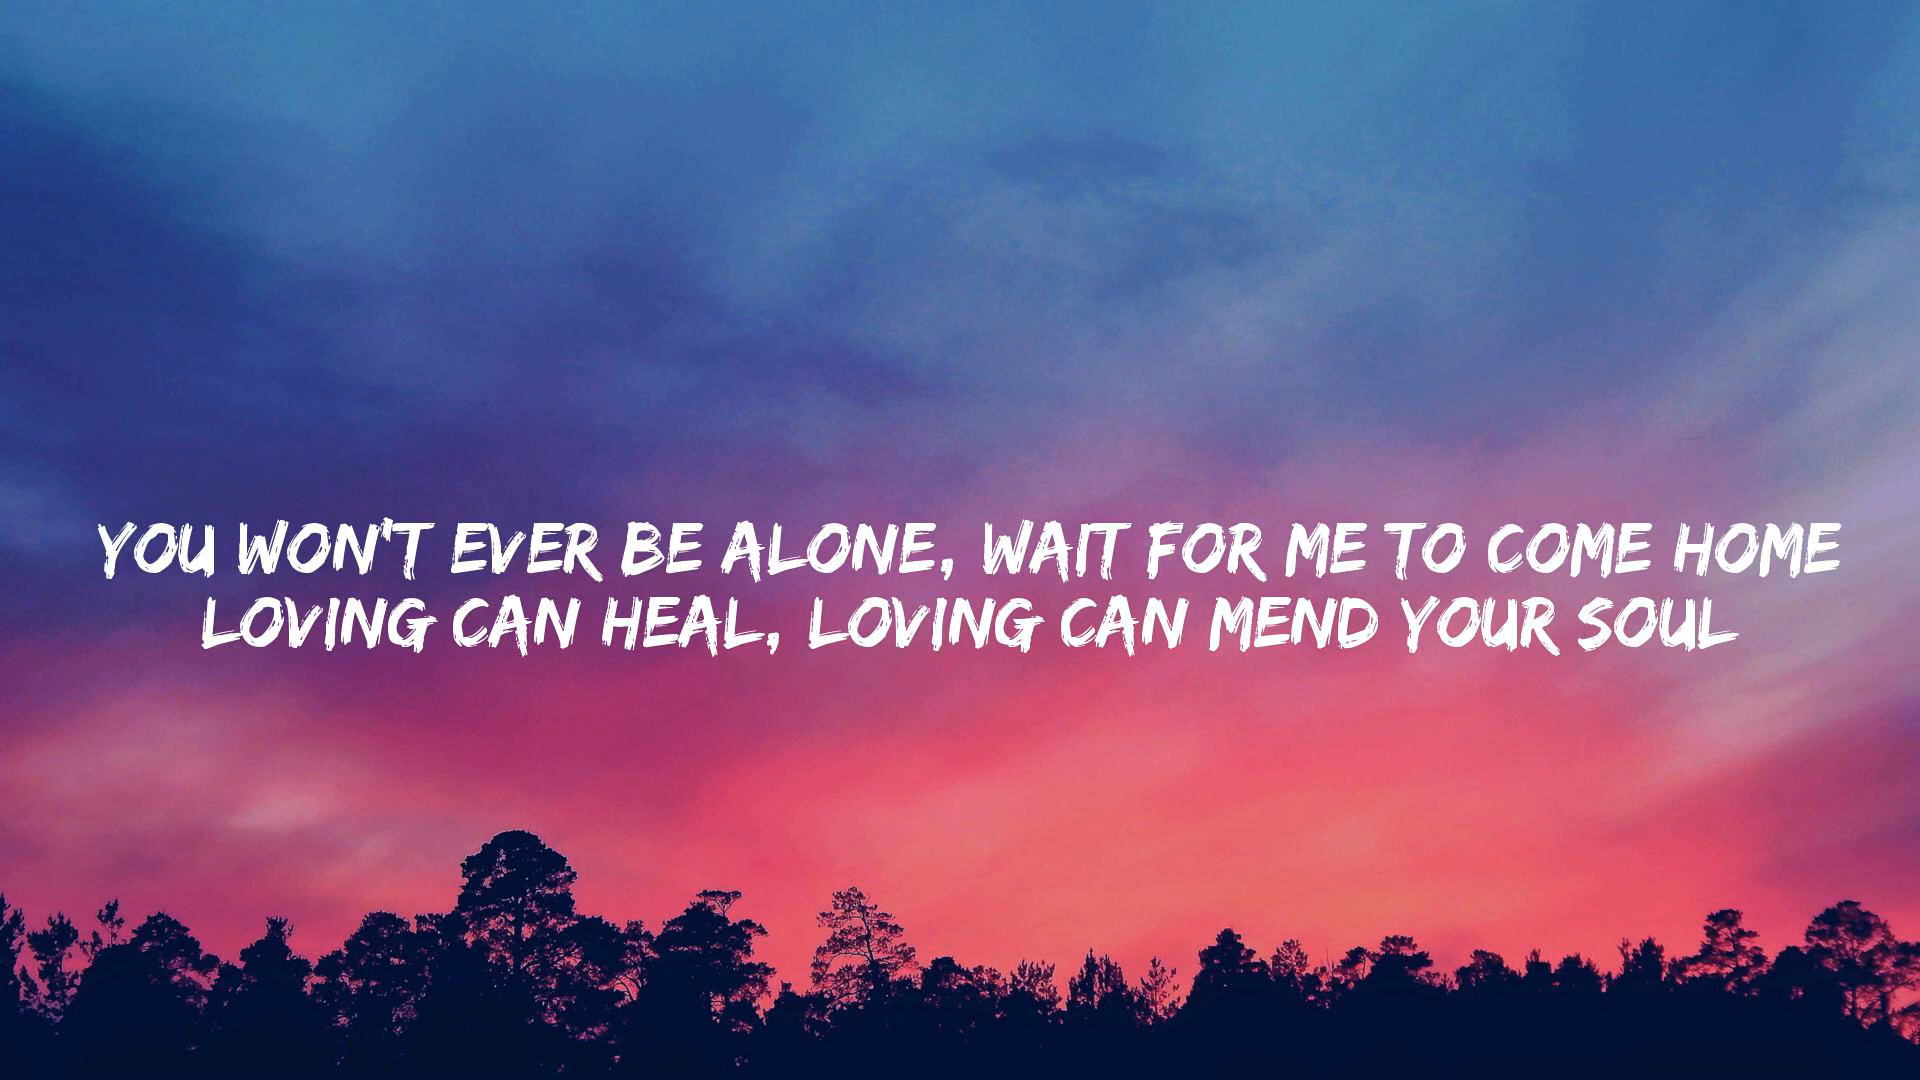 YOU WON'T EVER BE ALONE, WAIT FOR ME TO COME HOME
LOVING CAN HEAL, LOVING CAN MEND YOUR SOUL